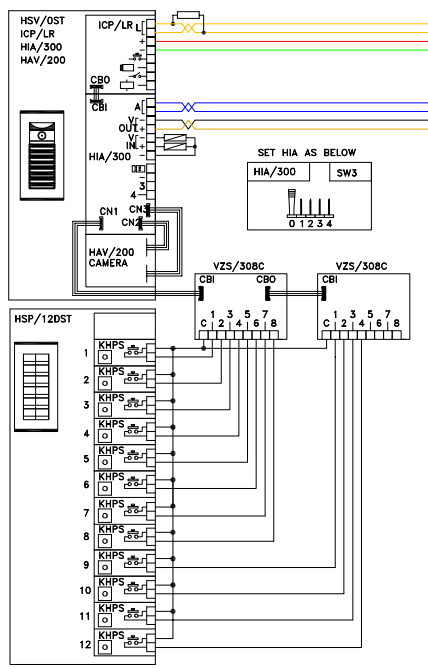 HSV/0ST
ICP/LR
HIA/300
HAV/200
ICP/LR L
+
-
CBO
CBI
A
V -
OUT +
V -
IN +
-
HIA/300
3
4
CN1
CN3
CN2
HAV/200
CAMERA
SET HIA AS BELOW
HIA/300
SW3
0 1 2 3 4
VZS/308C
CBI
CBO
1 3 5 7
C 2 4 6 8
VZS/308C
CBI
1 3 5 7
C 2 4 6 8
HSP/12DST
1 KHPS
2 KHPS
3 KHPS
4 KHPS
5 KHPS
6 KHPS
7 KHPS
8 KHPS
9 KHPS
10 KHPS
11 KHPS
12 KHPS